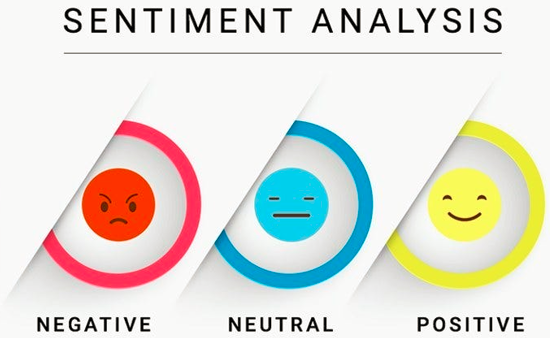 SENTIMENT ANALYSIS
NEGATIVE
NEUTRAL
POSITIVE